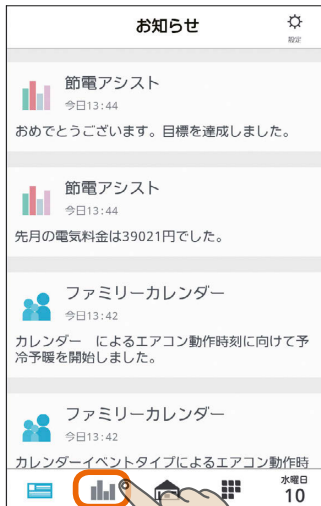 お知らせ
設定
節電アシスト
今日13:44
おめでとうございます。目標を達成しました。
節電アシスト
今日13:44
先月の電気料金は39021円でした。
ファミリーカレンダー
今日13:42
カレンダー によるエアコン動作時刻に向けて予
冷予暖を開始しました。
ファミリーカレンダー
今日13:42
カレンダーイベントタイプによるエアコン動作時
水曜日
10